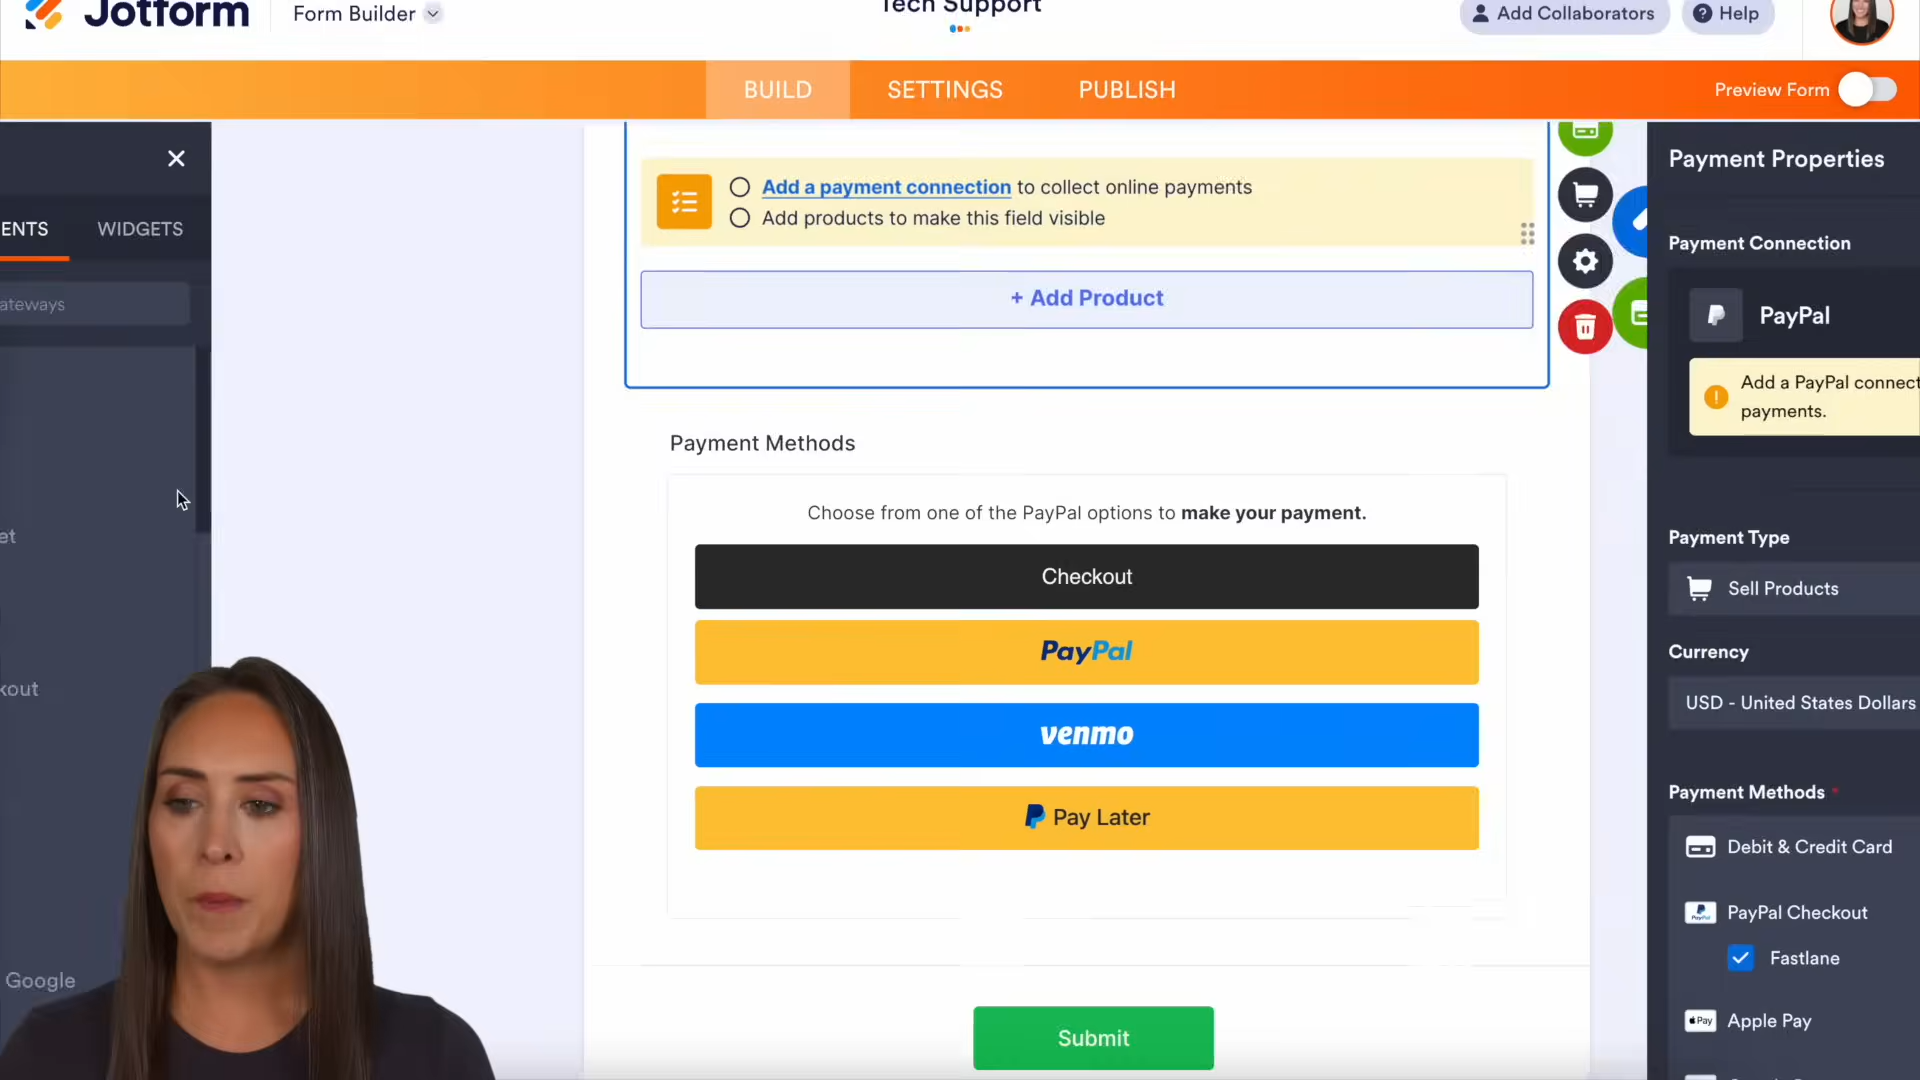 Jotform
Form Builder
Tech Support
Add Collaborators
Help
BUILD
SETTINGS
PUBLISH
Preview Form
ENTS
WIDGETS
ateways
et
kout
Google
Add a payment connection to collect online payments
Add products to make this field visible
+ Add Product
Payment Methods
Choose from one of the PayPal options to make your payment.
Checkout
PayPal
venmo
Pay Later
Submit
Payment Properties
Payment Connection
PayPal
Add a PayPal connect
payments.
Payment Type
Sell Products
Currency
USD - United States Dollars
Payment Methods *
Debit & Credit Card
PayPal
PayPal Checkout
Fastlane
Pay
Apple Pay